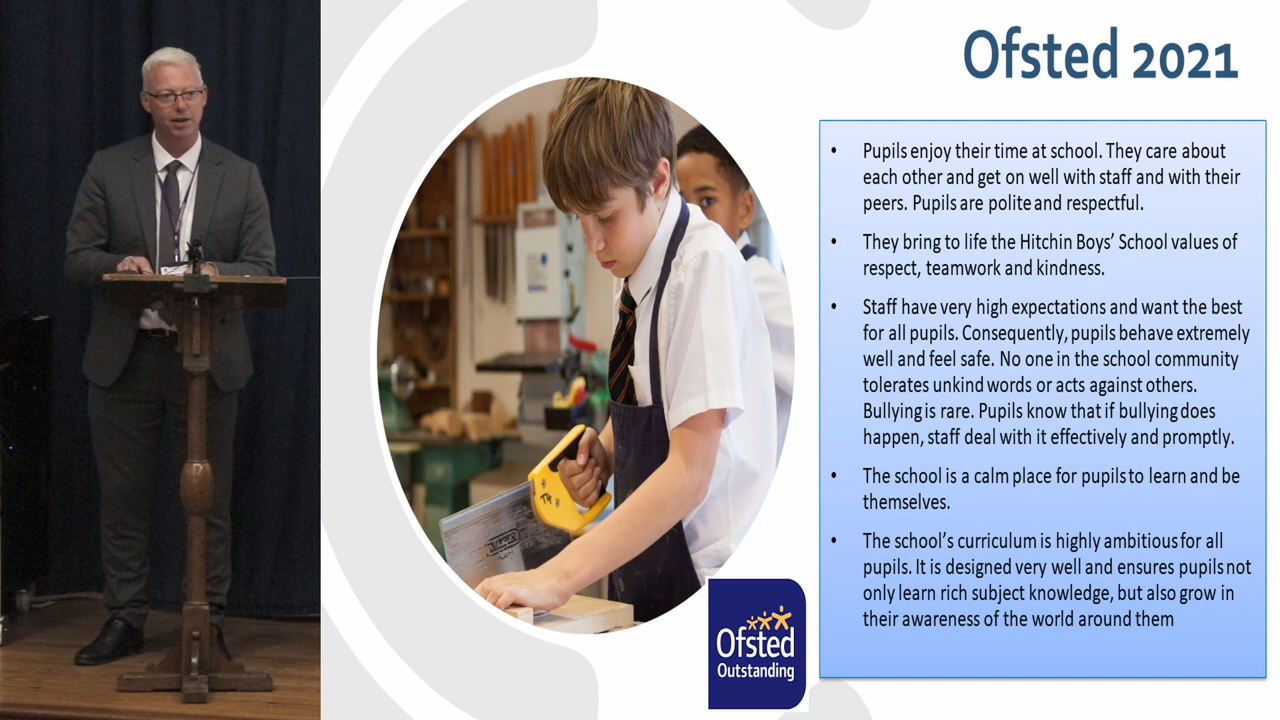 Ofsted 2021
• Pupils enjoy their time at school. They care about
each other and get on well with staff and with their
peers. Pupils are polite and respectful.
• They bring to life the Hitchin Boys’ School values of
respect, teamwork and kindness.
• Staff have very high expectations and want the best
for all pupils. Consequently, pupils behave extremely
well and feel safe. No one in the school community
tolerates unkind words or acts against others.
Bullying is rare. Pupils know that if bullying does
happen, staff deal with it effectively and promptly.
• The school is a calm place for pupils to learn and be
themselves.
• The school’s curriculum is highly ambitious for all
pupils. It is designed very well and ensures pupils not
only learn rich subject knowledge, but also grow in
their awareness of the world around them
T4
Ofsted
Outstanding